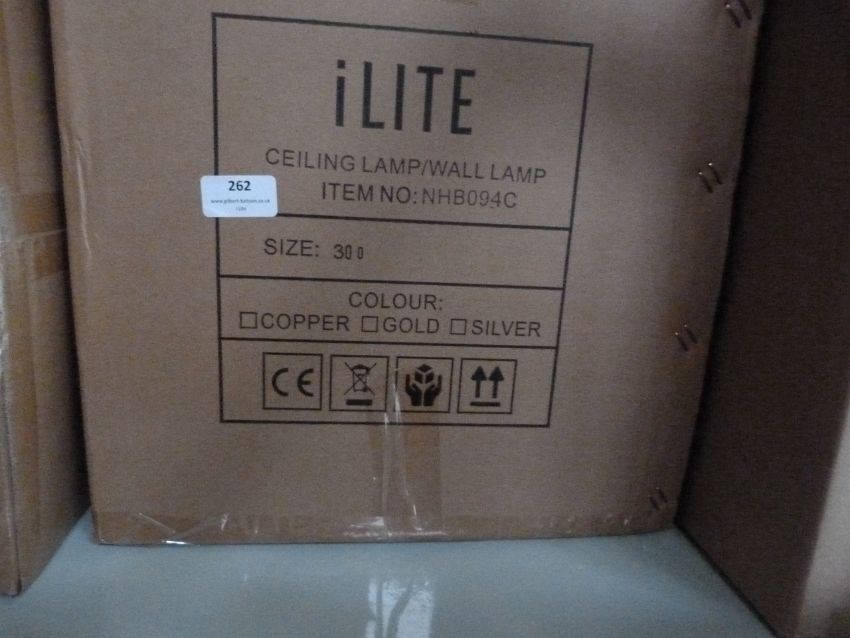 iLITE
CEILING LAMP/WALL LAMP
ITEM NO: NHB094C
262
SIZE: 300
COLOUR:
☐COPPER ☐GOLD ☐SILVER
CE